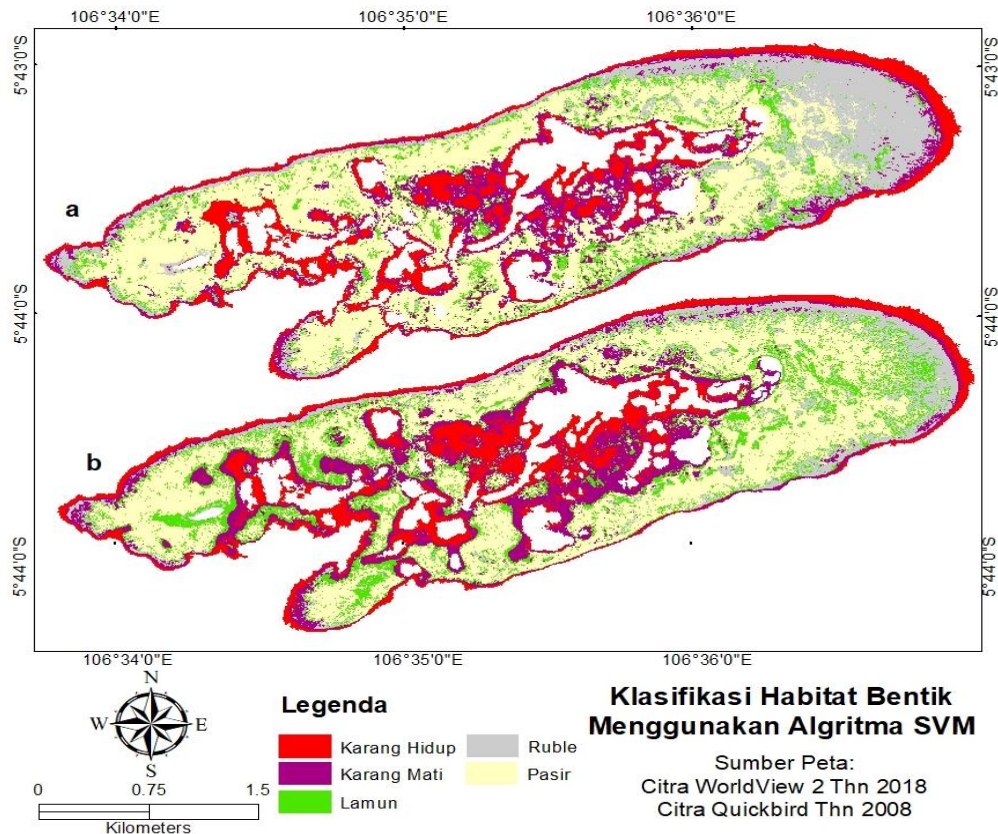 106°34'0"E 106°35'0"E 106°36'0"E
5°43'0"S 5°43'0"S
a
5°44'0"S 5°44'0"S
b
5°44'0"S 5°44'0"S
106°34'0"E 106°35'0"E 106°36'0"E
N
W E
S
0 0.75 1.5
Kilometers
Legenda
Karang Hidup
Karang Mati
Lamun
Ruble
Pasir
Klasifikasi Habitat Bentik
Menggunakan Algritma SVM
Sumber Peta:
Citra WorldView 2 Thn 2018
Citra Quickbird Thn 2008